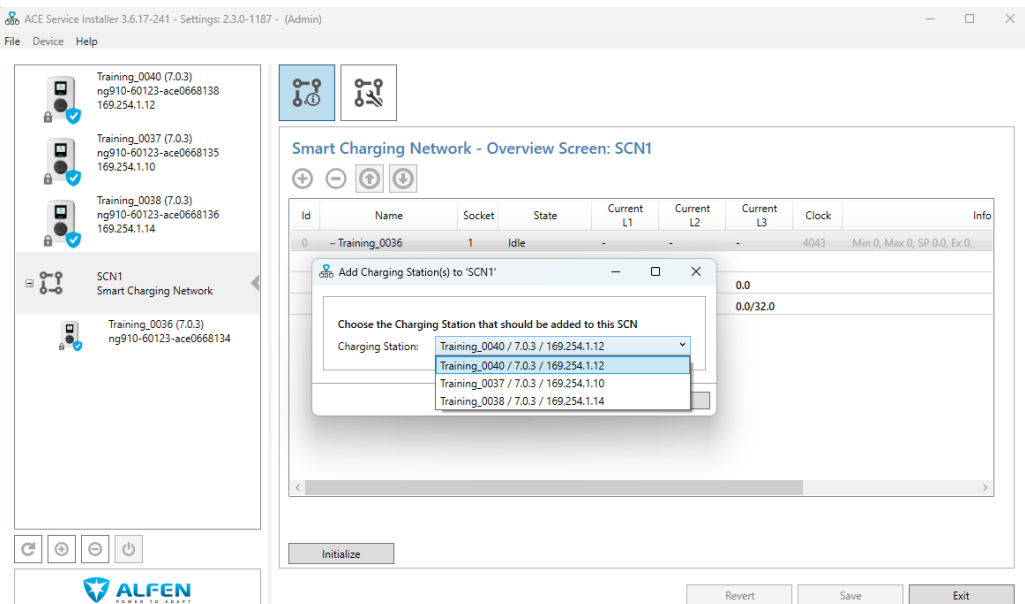 ACE Service Installer 3.6.17-241 - Settings: 2.3.0-1187 - (Admin)
File Device Help
Training_0040 (7.0.3)
ng910-60123-ace0668138
169.254.1.12
Training_0037 (7.0.3)
ng910-60123-ace0668135
169.254.1.10
Training_0038 (7.0.3)
ng910-60123-ace0668136
169.254.1.14
SCN1
Smart Charging Network
Training_0036 (7.0.3)
ng910-60123-ace0668134
ALFEN
POWER TO ADAPT
Smart Charging Network - Overview Screen: SCN1
Id Name Socket State Current L1 Current L2 Current L3 Clock Info
0 – Training_0036 1 Idle - - - 4043 Min 0, Max 0, SP 0.0, Ex 0,
0.0
0.0/32.0
Add Charging Station(s) to 'SCN1'
Choose the Charging Station that should be added to this SCN
Charging Station: Training_0040 / 7.0.3 / 169.254.1.12
Training_0040 / 7.0.3 / 169.254.1.12
Training_0037 / 7.0.3 / 169.254.1.10
Training_0038 / 7.0.3 / 169.254.1.14
Initialize
Revert Save Exit